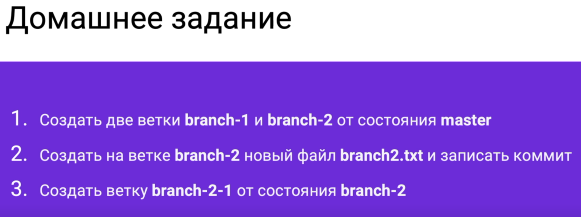 Домашнее задание
1. Создать две ветки branch-1 и branch-2 от состояния master
2. Создать на ветке branch-2 новый файл branch2.txt и записать коммит
3. Создать ветку branch-2-1 от состояния branch-2